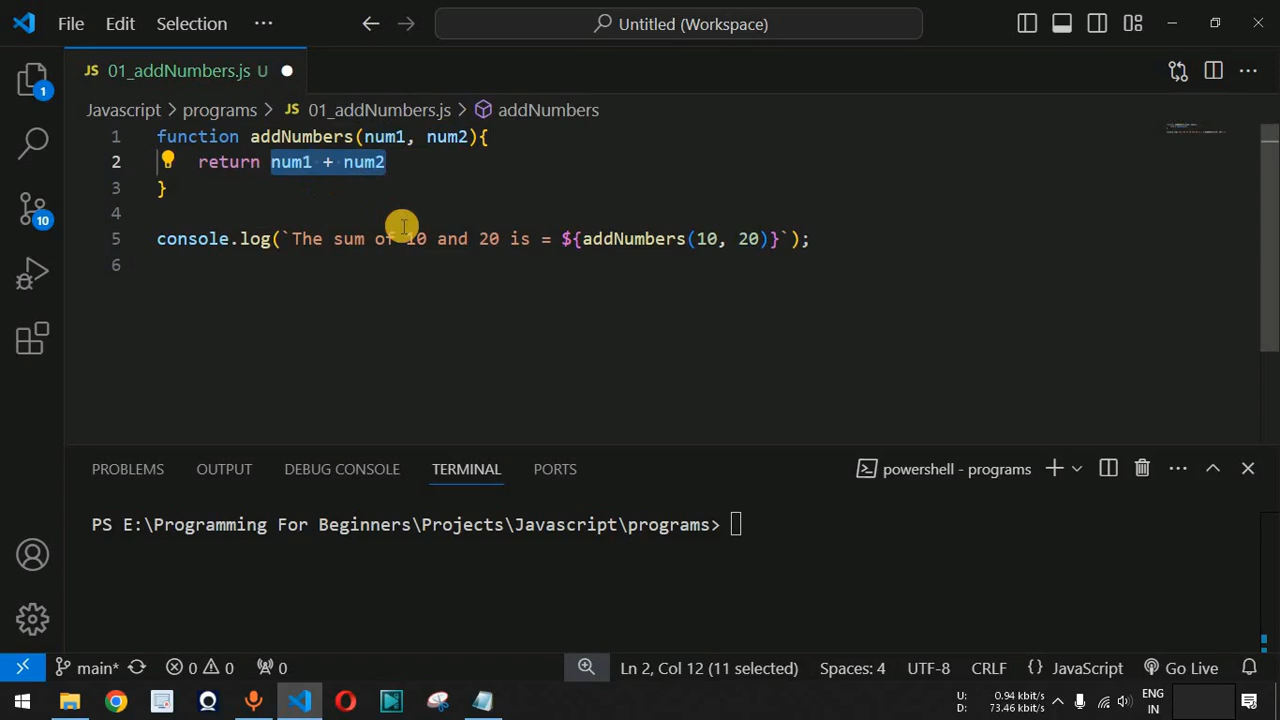 File Edit Selection ··· Untitled (Workspace)
JS 01_addNumbers.js U
Javascript > programs > JS 01_addNumbers.js > addNumbers
1 function addNumbers(num1, num2){
2 return num1 + num2
3 }
4
5 console.log(`The sum of 10 and 20 is = ${addNumbers(10, 20)}`);
6
1
10
PROBLEMS OUTPUT DEBUG CONSOLE TERMINAL PORTS powershell - programs
PS E:\Programming For Beginners\Projects\Javascript\programs>
main* 0 0 0 Ln 2, Col 12 (11 selected) Spaces: 4 UTF-8 CRLF {} JavaScript Go Live
U: 0.94 kbit/s ENG
D: 73.46 kbit/s IN